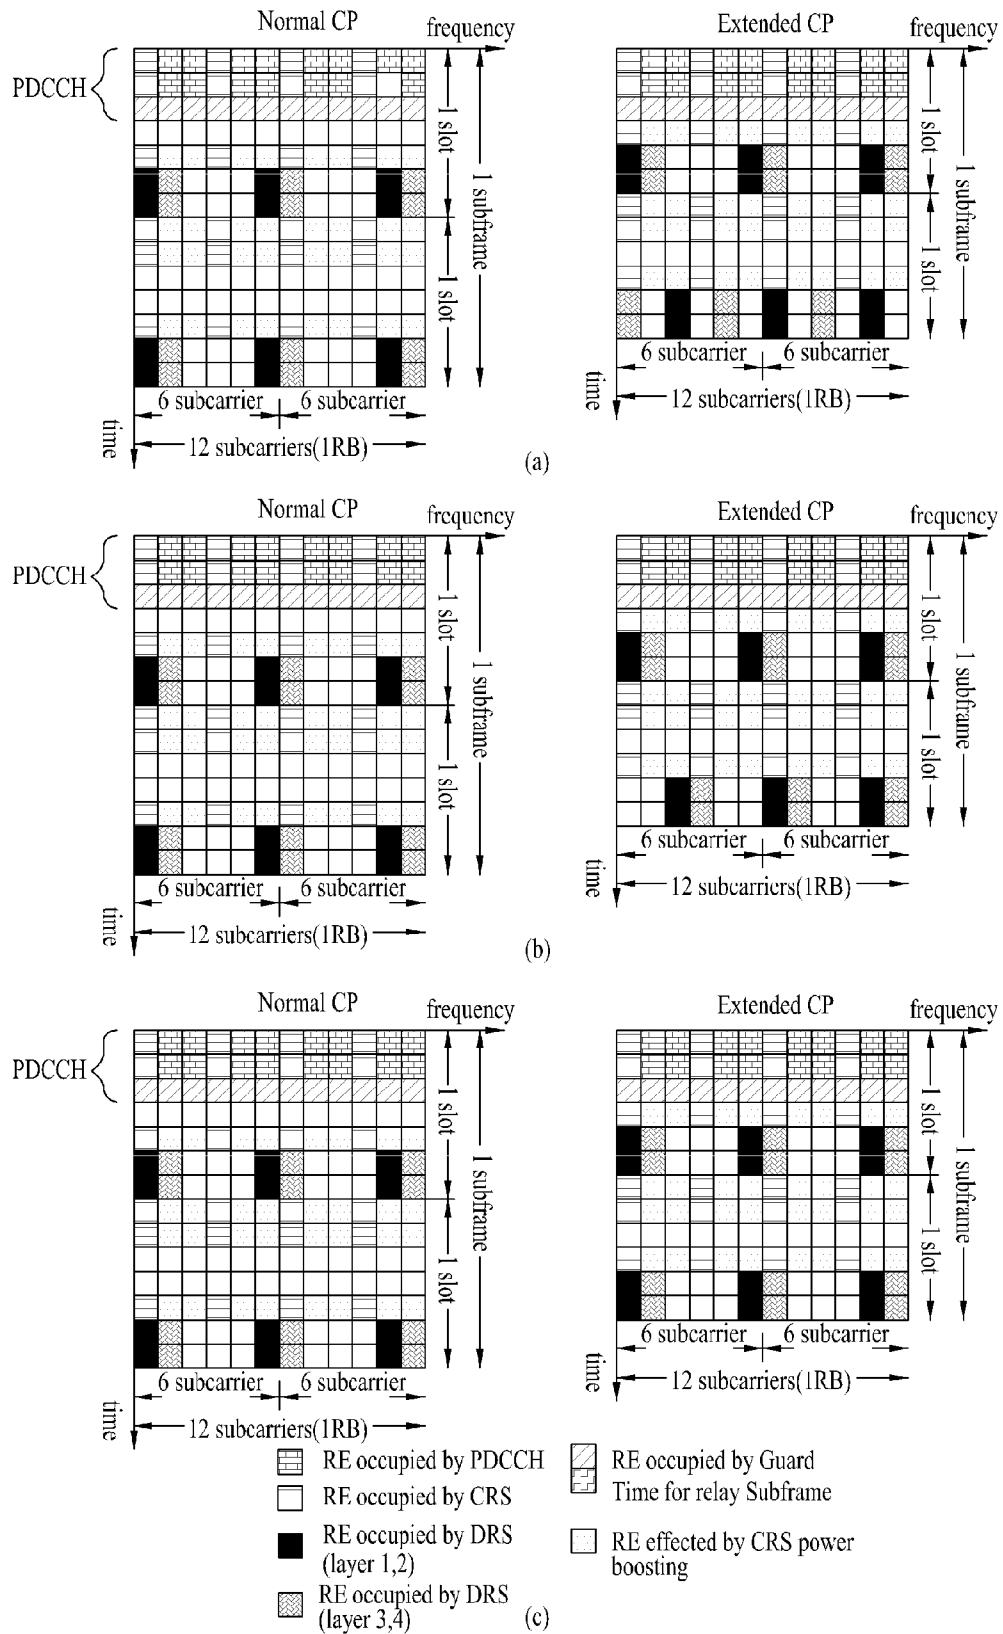 Normal CP
frequency
Extended CP
frequency
PDCCH
1 slot
1 slot
1 subframe
1 slot
1 slot
1 subframe
6 subcarrier
6 subcarrier
12 subcarriers(1RB)
time
6 subcarrier
6 subcarrier
12 subcarriers(1RB)
time
(a)
Normal CP
frequency
Extended CP
frequency
PDCCH
1 slot
1 slot
1 subframe
1 slot
1 slot
1 subframe
6 subcarrier
6 subcarrier
12 subcarriers(1RB)
time
6 subcarrier
6 subcarrier
12 subcarriers(1RB)
time
(b)
Normal CP
frequency
Extended CP
frequency
PDCCH
1 slot
1 slot
1 subframe
1 slot
1 slot
1 subframe
6 subcarrier
6 subcarrier
12 subcarriers(1RB)
time
6 subcarrier
6 subcarrier
12 subcarriers(1RB)
time
RE occupied by PDCCH
RE occupied by CRS
RE occupied by DRS
(layer 1,2)
RE occupied by DRS
(layer 3,4)
RE occupied by Guard
Time for relay Subframe
RE effected by CRS power
boosting
(c)